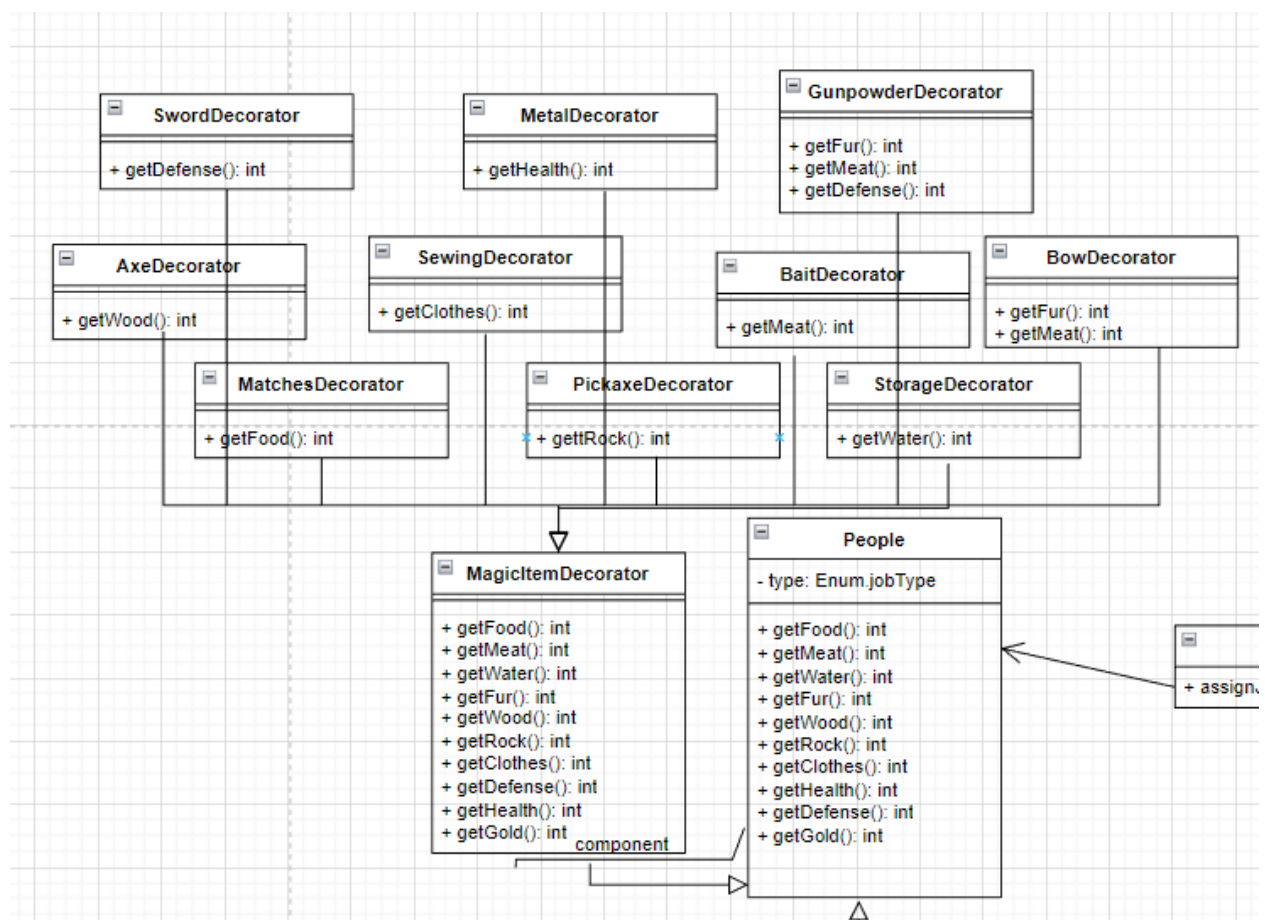 SwordDecorator
+ getDefense(): int
MetalDecorator
+ getHealth(): int
GunpowderDecorator
+ getFur(): int
+ getMeat(): int
+ getDefense(): int
AxeDecorator
+ getWood(): int
SewingDecorator
+ getClothes(): int
BaitDecorator
+ getMeat(): int
BowDecorator
+ getFur(): int
+ getMeat(): int
MatchesDecorator
+ getFood(): int
PickaxeDecorator
+ gettRock(): int
StorageDecorator
+ getWater(): int
MagicItemDecorator
+ getFood(): int
+ getMeat(): int
+ getWater(): int
+ getFur(): int
+ getWood(): int
+ getRock(): int
+ getClothes(): int
+ getDefense(): int
+ getHealth(): int
+ getGold(): int
component
People
- type: Enum.jobType
+ getFood(): int
+ getMeat(): int
+ getWater(): int
+ getFur(): int
+ getWood(): int
+ getRock(): int
+ getClothes(): int
+ getHealth(): int
+ getDefense(): int
+ getGold(): int
+ assignJ